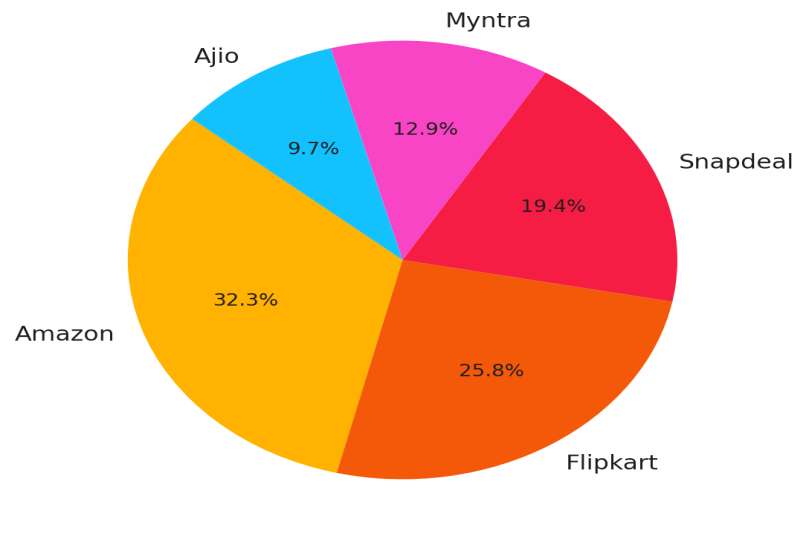 Myntra
Ajio
12.9%
9.7%
Snapdeal
19.4%
32.3%
Amazon
25.8%
Flipkart